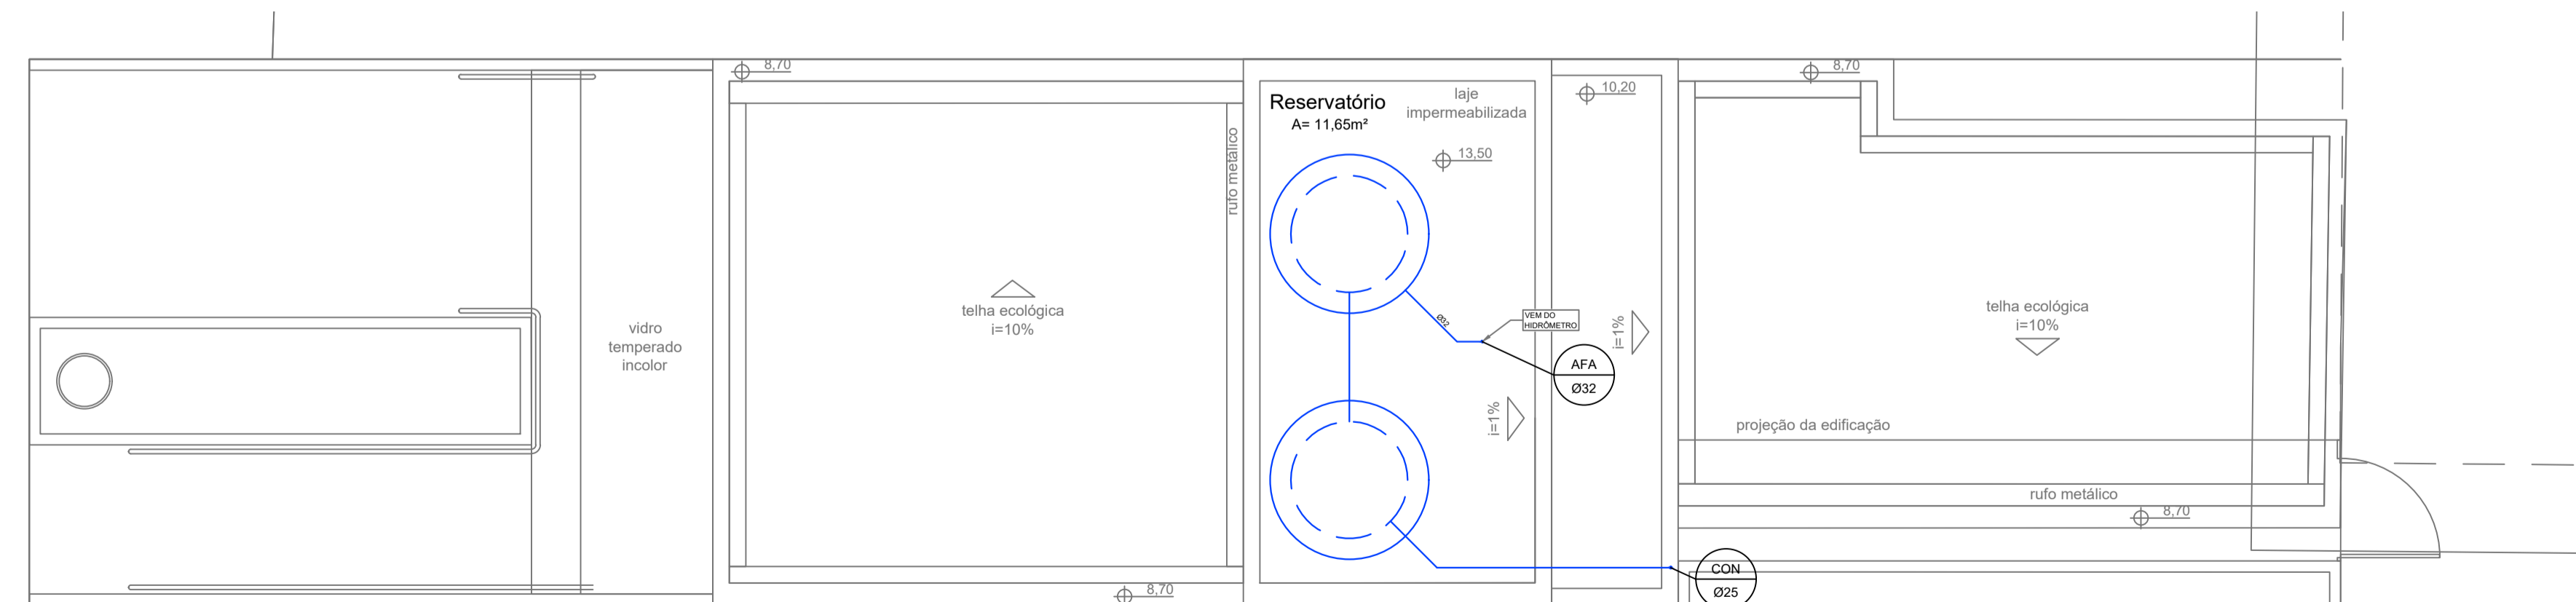 8,70
8,70
10,20
Reservatório
A= 11,65m²
laje
impermeabilizada
13,50
rufo metálico
telha ecológica
i=10%
vidro
temperado
incolor
Ø32
VEM DO
HIDRÔMETRO
i=1%
AFA
Ø32
i=1%
telha ecológica
i=10%
projeção da edificação
rufo metálico
8,70
CON
Ø25
8,70